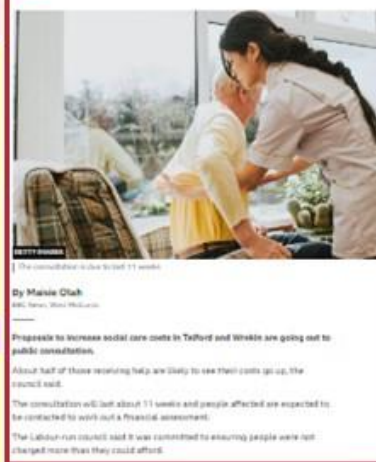 GETTY IMAGES
The consultation is due to last 11 weeks
By Maisie Olah
BBC News, West Midlands
Proposals to increase social care costs in Telford and Wrekin are going out to
public consultation.
About half of those receiving help are likely to see their costs go up, the
council said.
The consultation will last about 11 weeks and people affected are expected to
be contacted to work out a financial assessment.
The Labour-run council said it was committed to ensuring people were not
charged more than they could afford.